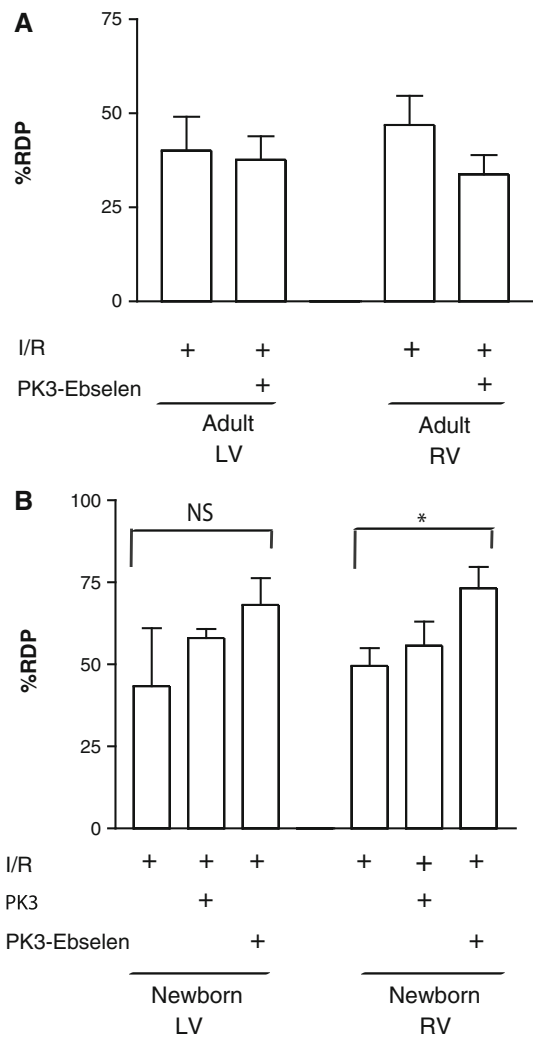 A
75
50
25
0
%RDP
I/R + + + +
PK3-Ebselen + +
Adult Adult
LV RV
B
100
75
50
25
0
%RDP
NS *
I/R + + + + + +
PK3 + +
PK3-Ebselen + +
Newborn Newborn
LV RV